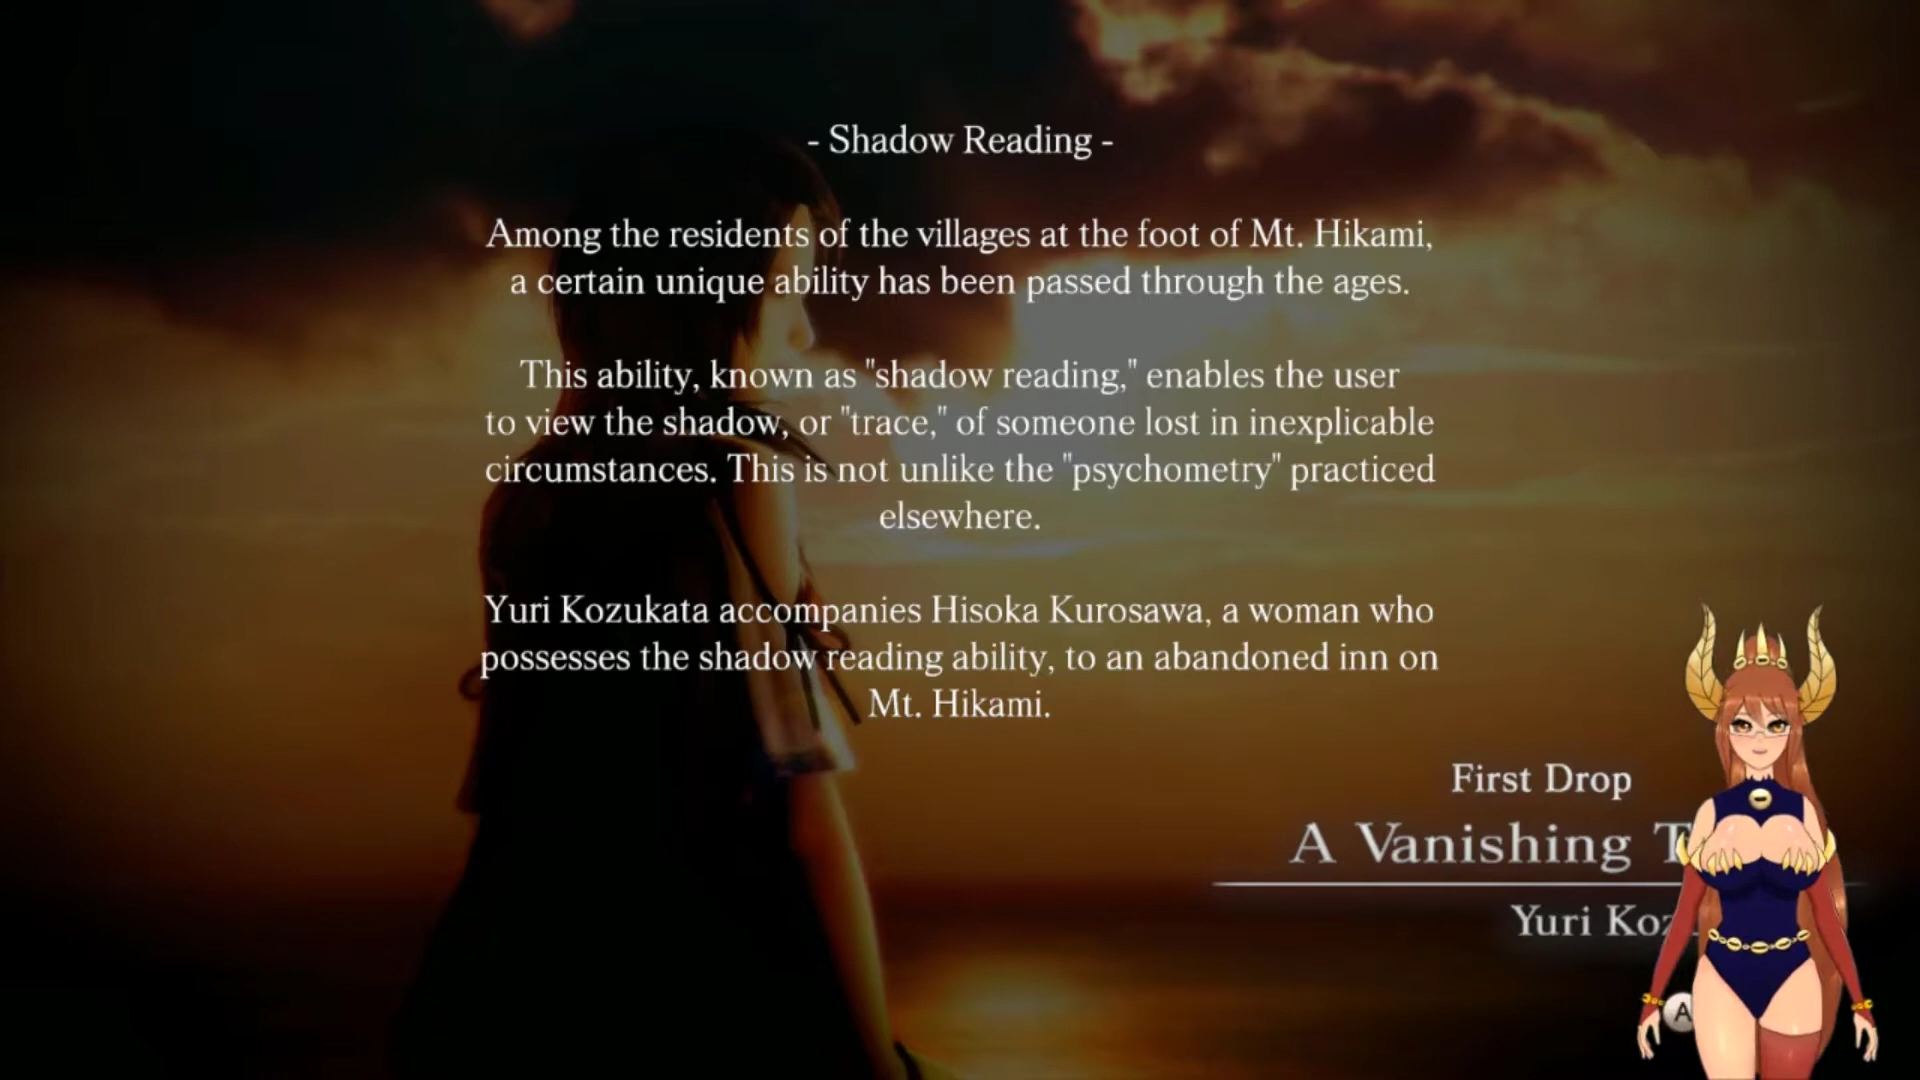 - Shadow Reading -
Among the residents of the villages at the foot of Mt. Hikami,
a certain unique ability has been passed through the ages.
This ability, known as "shadow reading," enables the user
to view the shadow, or "trace," of someone lost in inexplicable
circumstances. This is not unlike the "psychometry" practiced
elsewhere.
Yuri Kozukata accompanies Hisoka Kurosawa, a woman who
possesses the shadow reading ability, to an abandoned inn on
Mt. Hikami.
First Drop
A Vanishing
Yuri
A